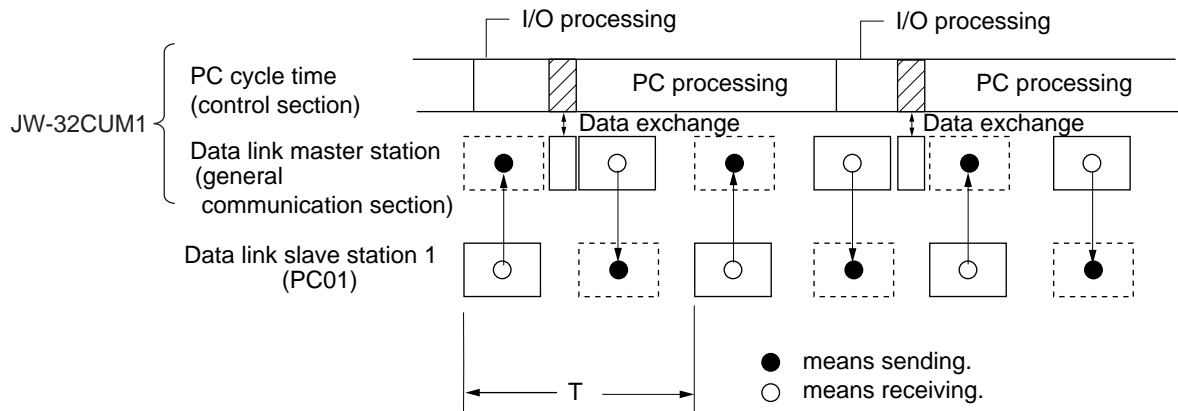 I/O processing
I/O processing
PC cycle time
(control section)
PC processing
PC processing
JW-32CUM1
Data exchange
Data exchange
Data link master station
(general
communication section)
Data link slave station 1
(PC01)
T
means sending.
means receiving.